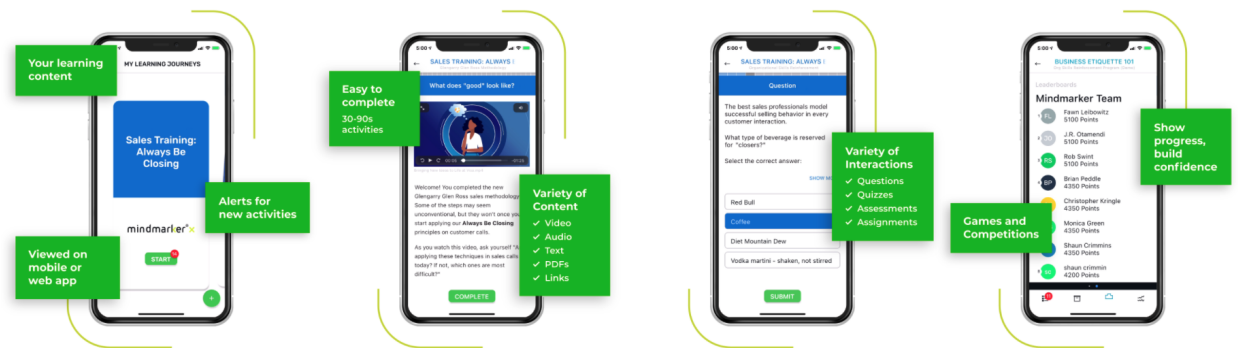 Your learning
content
MY LEARNING JOURNEYS
Sales Training:
Always Be
Closing
Alerts for
new activities
mindmarker
Viewed on
mobile or
web app
START
+
5:00
SALES TRAINING: ALWAYS
What does "good" look like?
Easy to
complete
30-90s
activities
Welcome! You completed the new
Glengarry Glen Ross sales methodology
Some of the steps may seem
unconventional, but they won't once you
start applying our Always Be Closing
principles on customer calls.
As you watch this video, ask yourself
applying these techniques in sales calls
today? If not, which ones are most
difficult?"
COMPLETE
Variety of
Content
✓ Video
✓ Audio
✓ Text
✓ PDFs
✓ Links
5:00
SALES TRAINING: ALWAYS
Question
The best sales professionals model
successful selling behavior in every
customer interaction.
What type of beverage is reserved
for "closers?"
Select the correct answer:
Red Bull
Coffee
Diet Mountain Dew
Vodka martini - shaken, not stirred
SUBMIT
Variety of
Interactions
✓ Questions
✓ Quizzes
✓ Assessments
✓ Assignments
5:00
BUSINESS ETIQUETTE 101
Leaderboards
Mindmarker Team
FL Fawn Leibowitz
5100 Points
JO J.R. Otamendi
5100 Points
RS Rob Swint
5100 Points
BP Brian Peddle
4350 Points
Christopher Kringle
4350 Points
Monica Green
4350 Points
Shaun Crimmins
4350 Points
shaun crimmin
4200 Points
Show
progress,
build
confidence
Games and
Competitions